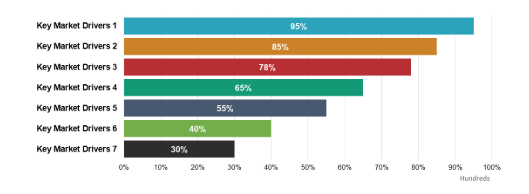 Key Market Drivers 1 95%
Key Market Drivers 2 85%
Key Market Drivers 3 78%
Key Market Drivers 4 65%
Key Market Drivers 5 55%
Key Market Drivers 6 40%
Key Market Drivers 7 30%
0% 10% 20% 30% 40% 50% 60% 70% 80% 90% 100%
Hundreds